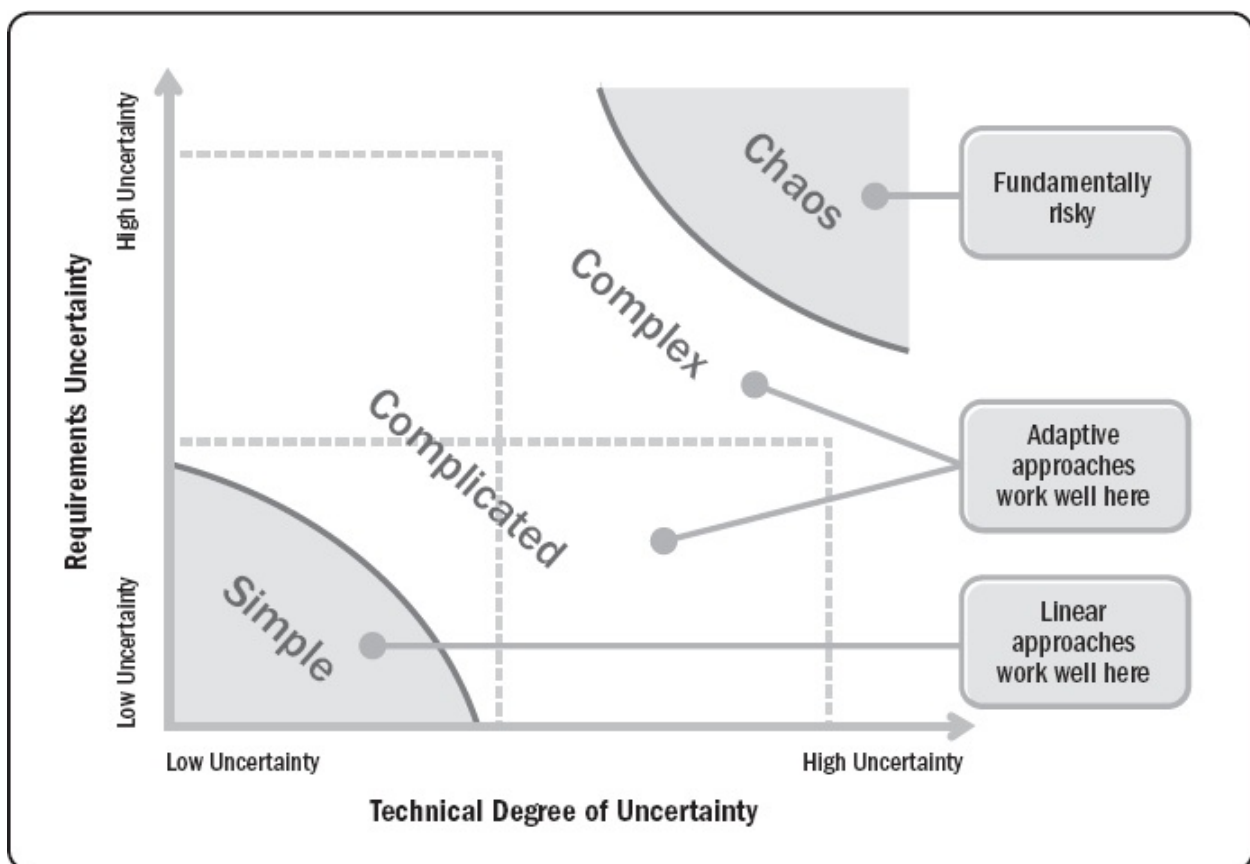 High Uncertainty
Requirements Uncertainty
Low Uncertainty
Chaos
Complex
Complicated
Simple
Fundamentally
risky
Adaptive
approaches
work well here
Linear
approaches
work well here
Low Uncertainty
High Uncertainty
Technical Degree of Uncertainty